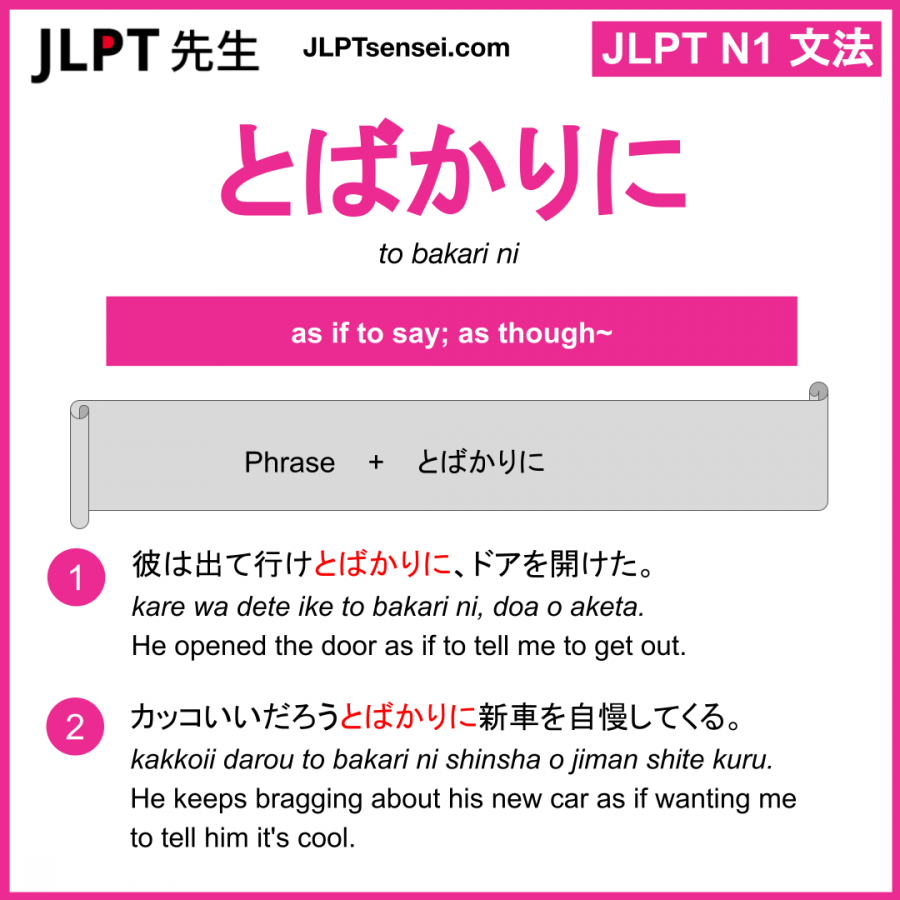 JLPT 先生
JLPTsensei.com
JLPT N1 文法
とばかりに
to bakari ni
as if to say; as though~
Phrase + とばかりに
1
彼は出て行けとばかりに、ドアを開けた。
kare wa dete ike to bakari ni, doa o aketa.
He opened the door as if to tell me to get out.
2
カッコいいだろうとばかりに新車を自慢してくる。
kakkoii darou to bakari ni shinsha o jiman shite kuru.
He keeps bragging about his new car as if wanting me
to tell him it's cool.